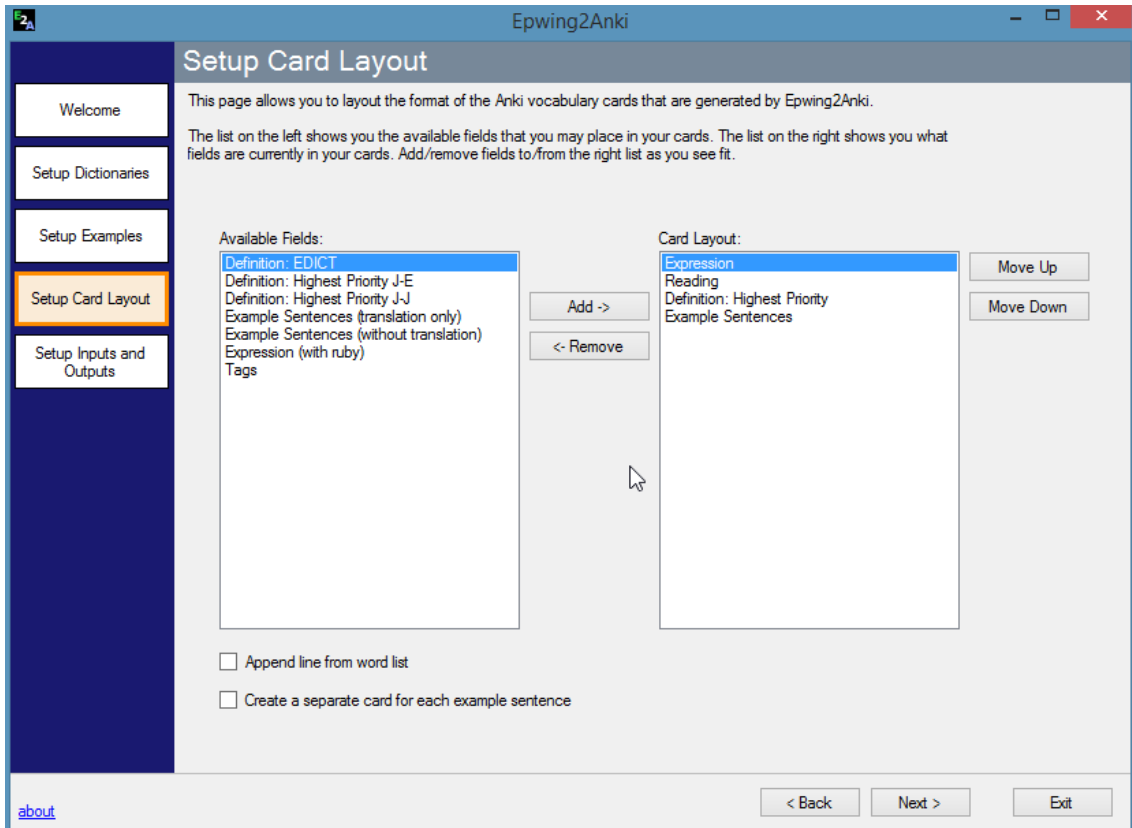 E2A
Epwing2Anki
Setup Card Layout
Welcome
Setup Dictionaries
Setup Examples
Setup Card Layout
Setup Inputs and
Outputs
This page allows you to layout the format of the Anki vocabulary cards that are generated by Epwing2Anki.
The list on the left shows you the available fields that you may place in your cards. The list on the right shows you what
fields are currently in your cards. Add/remove fields to/from the right list as you see fit.
Available Fields:
Definition: EDICT
Definition: Highest Priority J-E
Definition: Highest Priority J-J
Example Sentences (translation only)
Example Sentences (without translation)
Expression (with ruby)
Tags
Add ->
<- Remove
Card Layout:
Expression
Reading
Definition: Highest Priority
Example Sentences
Move Up
Move Down
Append line from word list
Create a separate card for each example sentence
about
< Back
Next >
Exit